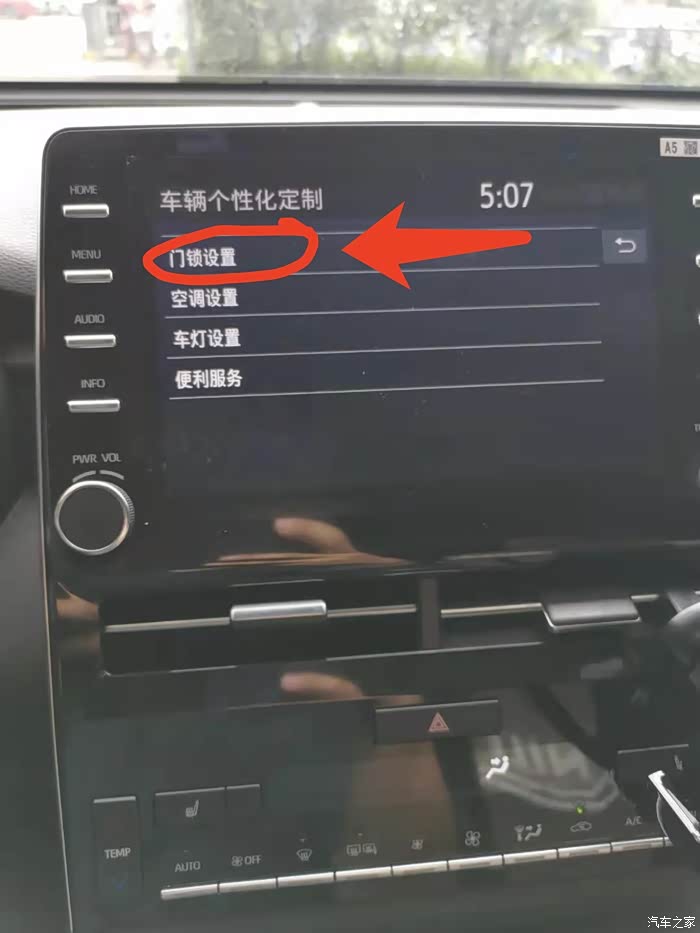 A5
HOME
车辆个性化定制 5:07
MENU
门锁设置
空调设置
AUDIO
车灯设置
INFO
便利服务
PWR VOL
TEMP
AUTO
OFF
A/C
汽车之家